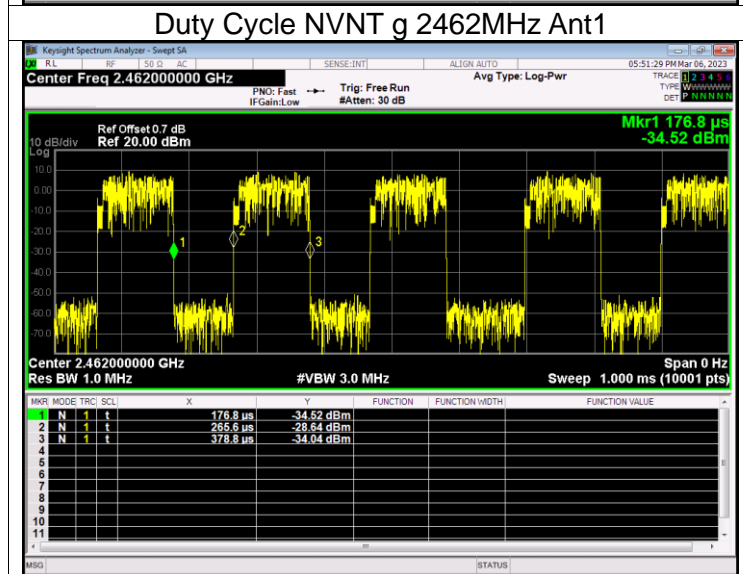 Duty Cycle NVNT g 2462MHz Ant1
Keysight Spectrum Analyzer - Swept SA
RL RF 50 Ω AC SENSE:INT ALIGN AUTO 05:51:29 PM Mar 06, 2023
Center Freq 2.462000000 GHz Avg Type: Log-Pwr TRACE 1 2 3 4 5 6
PNO: Fast Trig: Free Run TYPE W
IFGain:Low #Atten: 30 dB DET P N N N N N
Mkr1 176.8 µs
-34.52 dBm
Ref Offset 0.7 dB
10 dB/div Ref 20.00 dBm
Log
10.0
0.00
-10.0
-20.0
-30.0
-40.0
-50.0
-60.0
-70.0
1
2
3
Center 2.462000000 GHz Span 0 Hz
Res BW 1.0 MHz #VBW 3.0 MHz Sweep 1.000 ms (10001 pts)
MKR MODE TRC SCL X Y FUNCTION FUNCTION WIDTH FUNCTION VALUE
1 N 1 t 176.8 µs -34.52 dBm
2 N 1 t 265.6 µs -28.64 dBm
3 N 1 t 378.8 µs -34.04 dBm
4
5
6
7
8
9
10
11
MSG STATUS